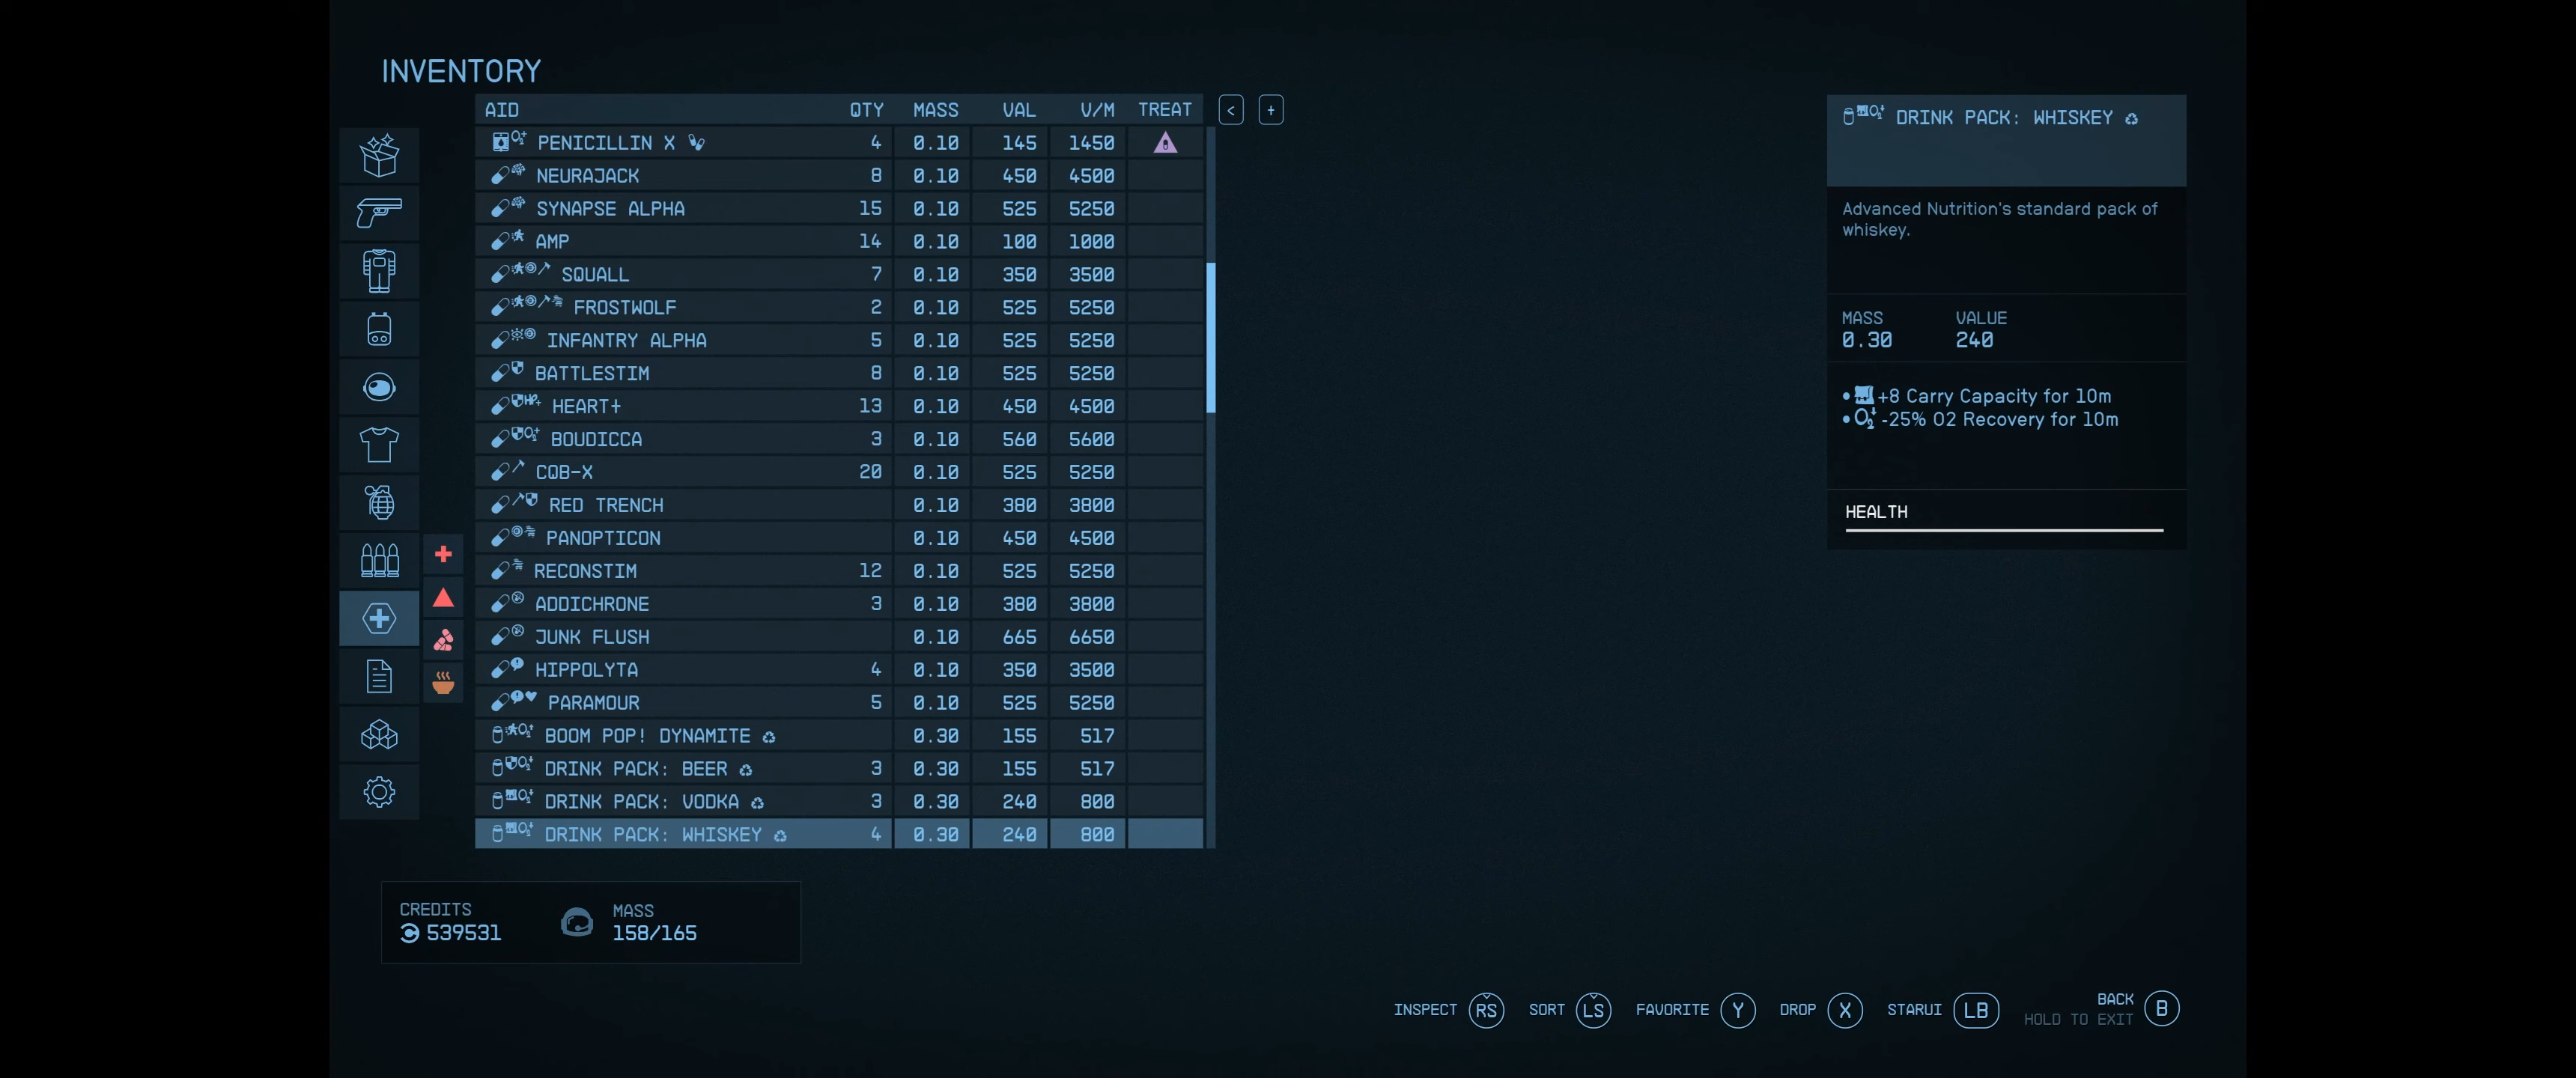 INVENTORY
AID QTY MASS VAL V/M TREAT < +
PENICILLIN X 4 0.10 145 1450
NEURAJACK 8 0.10 450 4500
SYNAPSE ALPHA 15 0.10 525 5250
AMP 14 0.10 100 1000
SQUALL 7 0.10 350 3500
FROSTWOLF 2 0.10 525 5250
INFANTRY ALPHA 5 0.10 525 5250
BATTLESTIM 8 0.10 525 5250
HEART+ 13 0.10 450 4500
BOUDICCA 3 0.10 560 5600
CQB-X 20 0.10 525 5250
RED TRENCH 0.10 380 3800
PANOPTICON 0.10 450 4500
RECONSTIM 12 0.10 525 5250
ADDICHRONE 3 0.10 380 3800
JUNK FLUSH 0.10 665 6650
HIPPOLYTA 4 0.10 350 3500
PARAMOUR 5 0.10 525 5250
BOOM POP! DYNAMITE 0.30 155 517
DRINK PACK: BEER 3 0.30 155 517
DRINK PACK: VODKA 3 0.30 240 800
DRINK PACK: WHISKEY 4 0.30 240 800
DRINK PACK: WHISKEY
Advanced Nutrition's standard pack of
whiskey.
MASS VALUE
0.30 240
• +8 Carry Capacity for 10m
• -25% O2 Recovery for 10m
HEALTH
CREDITS MASS
539531 158/165
INSPECT RS SORT LS FAVORITE Y DROP X STARUI LB BACK B
HOLD TO EXIT